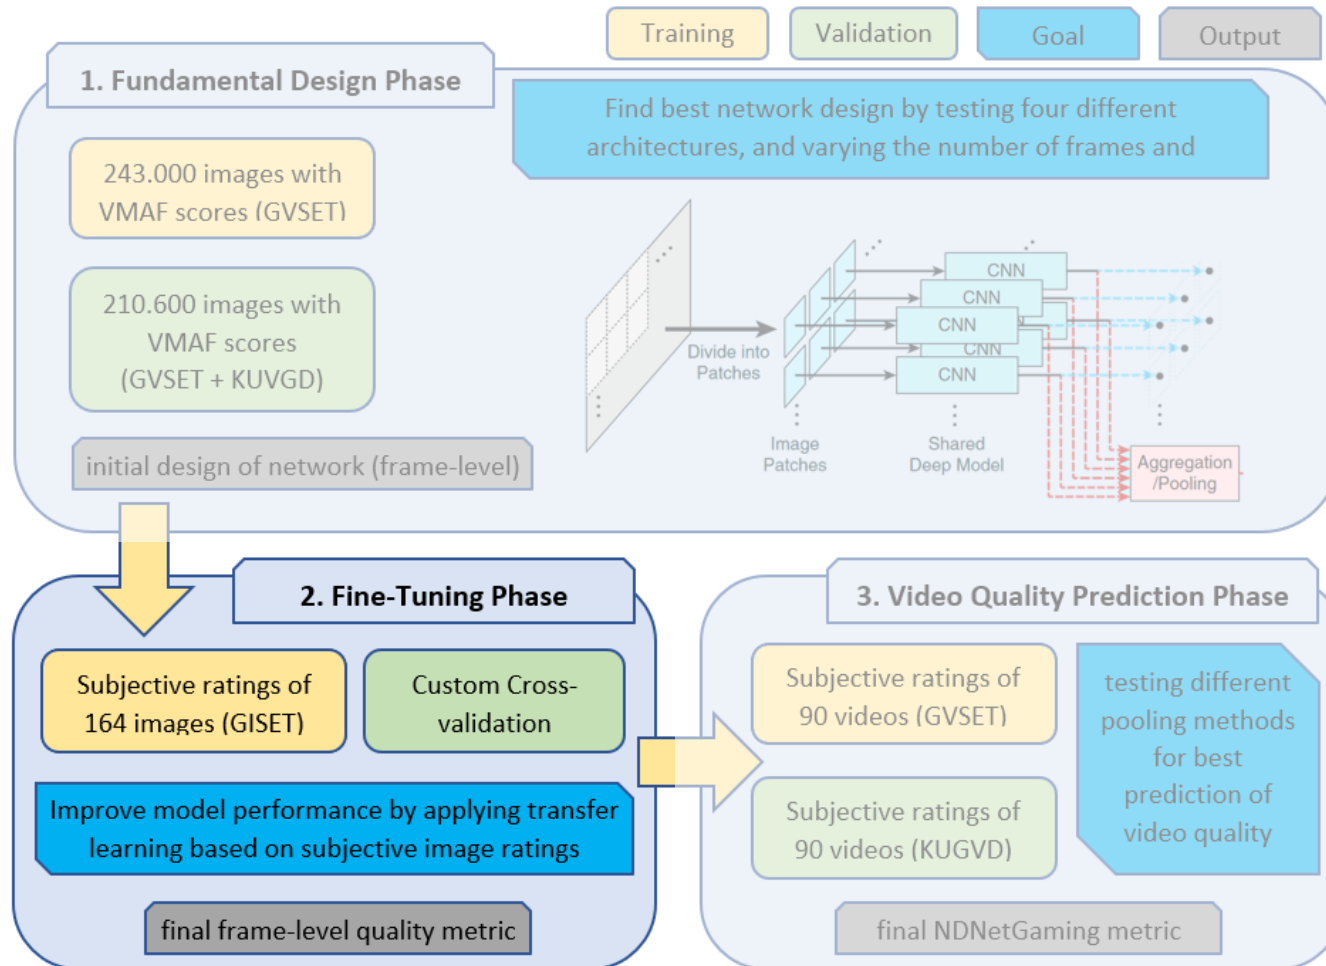 Training
Validation
Goal
Output
1. Fundamental Design Phase
Find best network design by testing four different
architectures, and varying the number of frames and
243.000 images with
VMAF scores (GVSET)
210.600 images with
VMAF scores
(GVSET + KUVGD)
initial design of network (frame-level)
Divide into
Patches
Image
Patches
CNN
CNN
CNN
CNN
CNN
Shared
Deep Model
Aggregation
/Pooling
2. Fine-Tuning Phase
Subjective ratings of
164 images (GISET)
Custom Cross-
validation
Improve model performance by applying transfer
learning based on subjective image ratings
final frame-level quality metric
3. Video Quality Prediction Phase
Subjective ratings of
90 videos (GVSET)
Subjective ratings of
90 videos (KUGVD)
testing different
pooling methods
for best
prediction of
video quality
final NDNetGaming metric